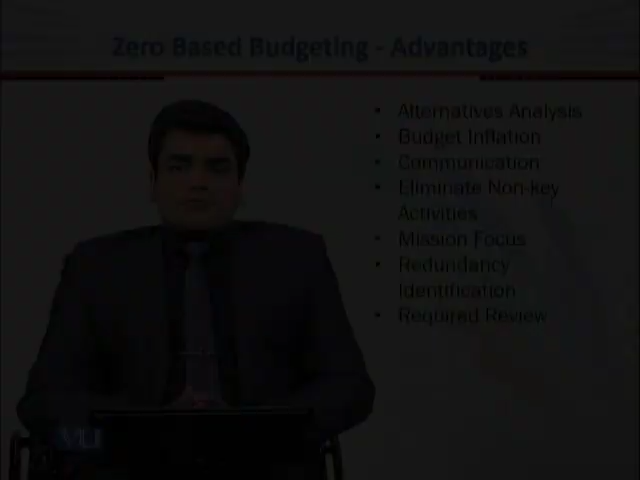 Zero Based Budgeting - Advantages
• Alternatives Analysis
• Budget Inflation
• Communication
• Eliminate Non-key
Activities
• Mission Focus
• Redundancy
Identification
• Required Review
VU